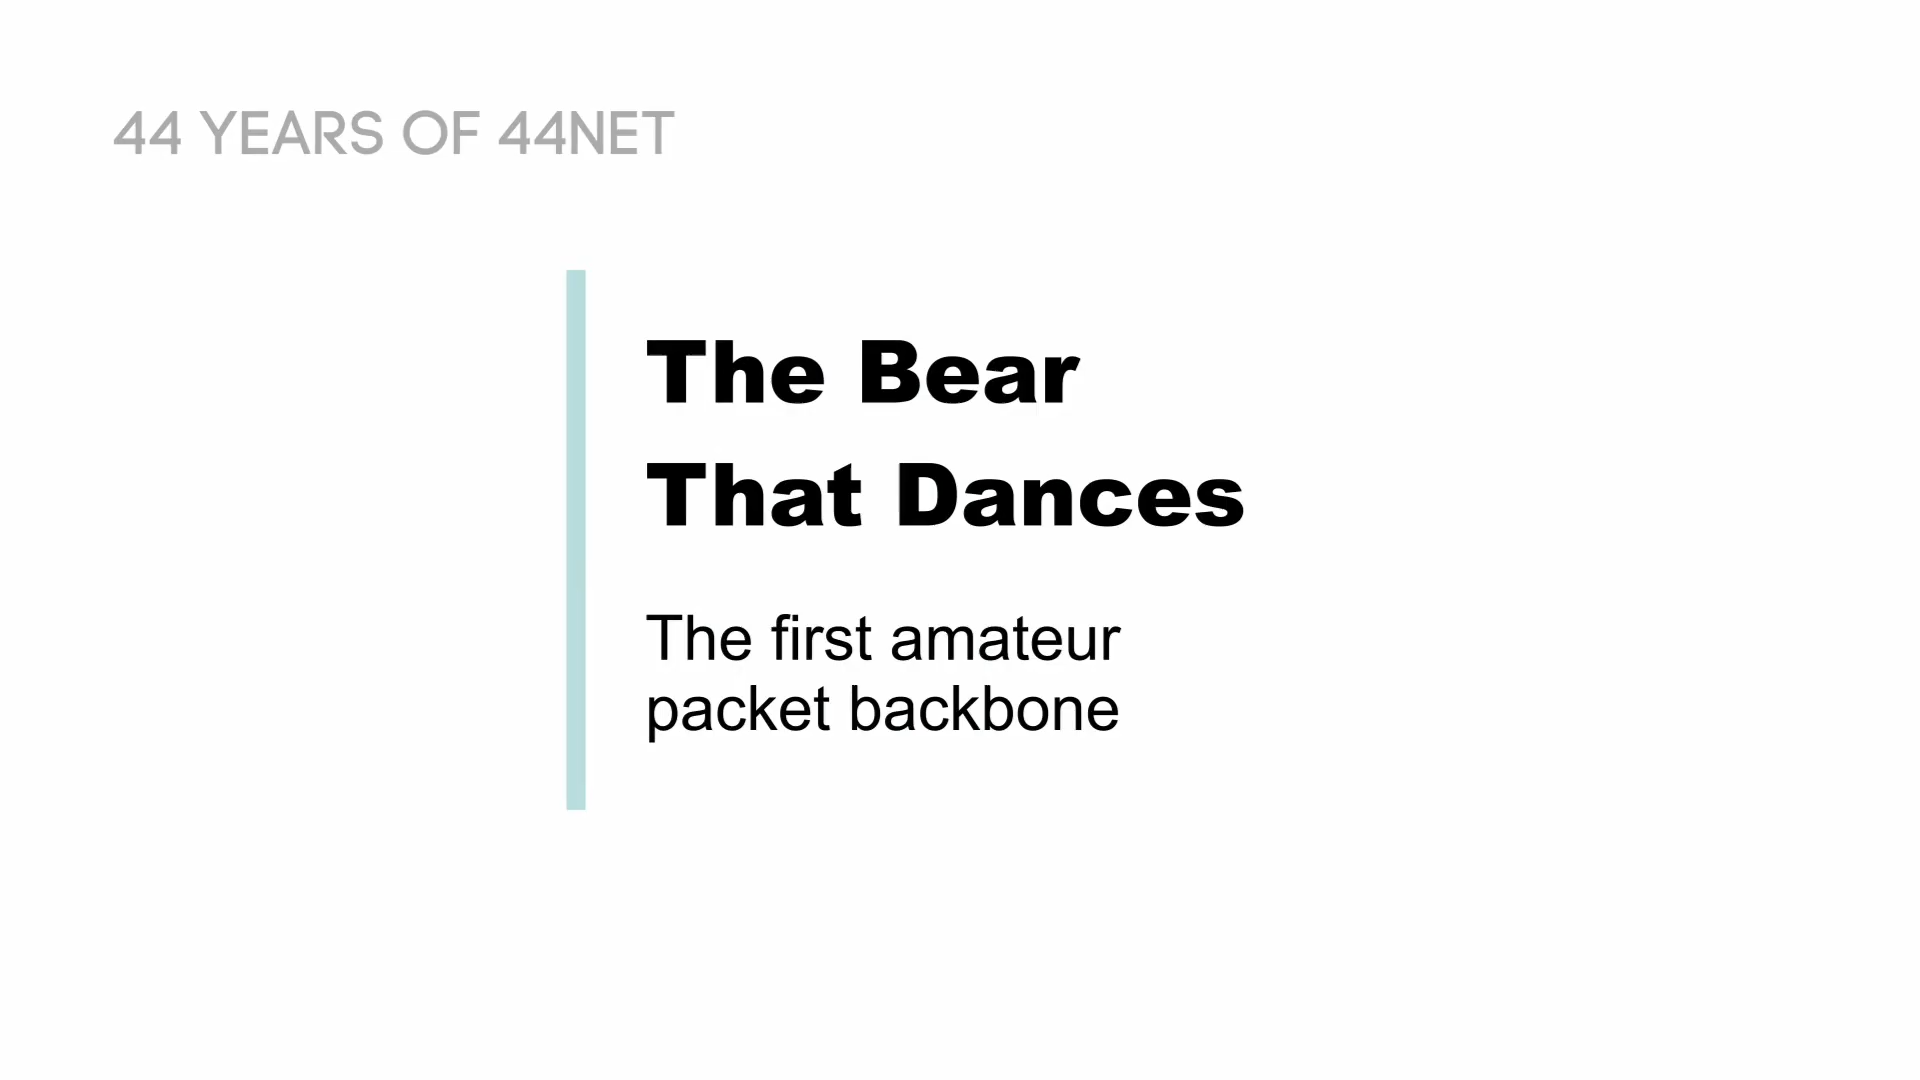 44 YEARS OF 44NET
The Bear
That Dances
The first amateur
packet backbone